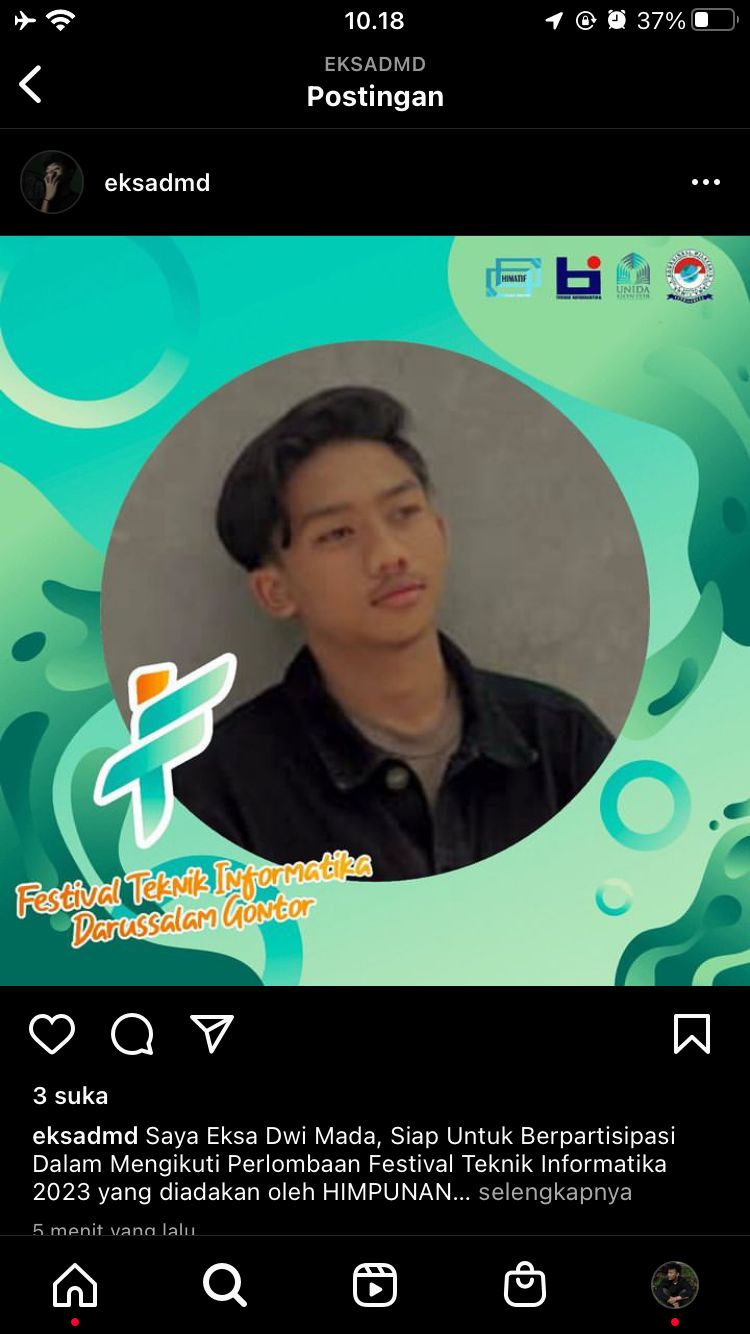 10.18
37%
EKSADMD
Postingan
eksadmd
HIMATIF
TEKNIK INFORMATIKA
UNIDA
GONTOR
Festival Teknik Informatika
Darussalam Gontor
3 suka
eksadmd Saya Eksa Dwi Mada, Siap Untuk Berpartisipasi
Dalam Mengikuti Perlombaan Festival Teknik Informatika
2023 yang diadakan oleh HIMPUNAN... selengkapnya
5 menit yang lalu